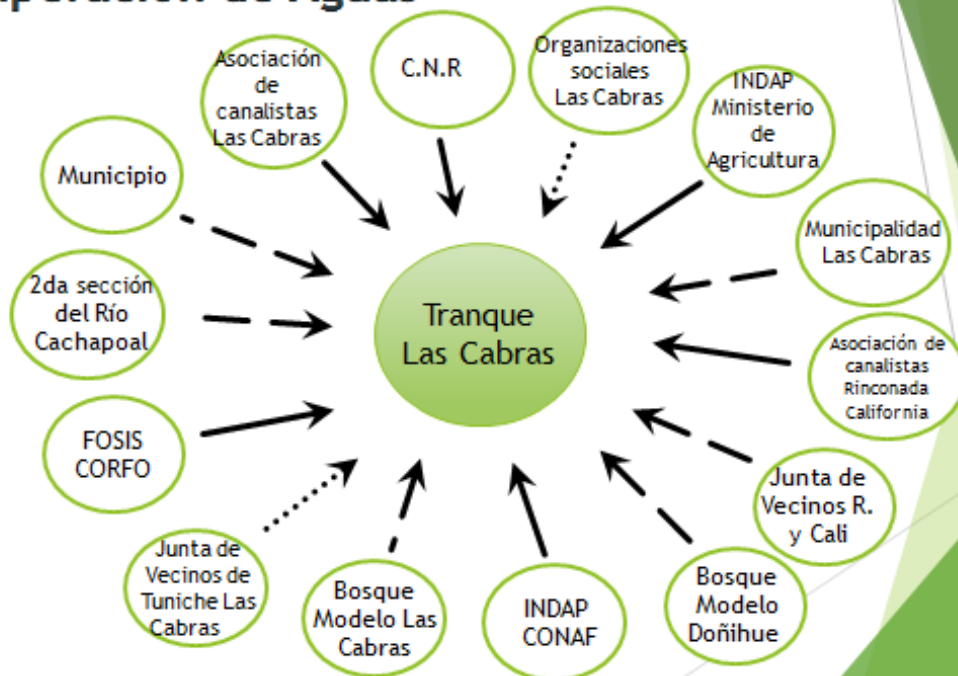 de Aguas
Asociación
de
canalistas
Las Cabras
C.N.R
Organizaciones
sociales
Las Cabras
INDAP
Ministerio
de
Agricultura
Municipio
Municipalidad
Las Cabras
2da sección
del Río
Cachapoal
Tranque
Las Cabras
Asociación de
canalistas
Rinconada
California
FOSIS
CORFO
Junta de
Vecinos R.
y Cali
Junta de
Vecinos de
Tuniche Las
Cabras
Bosque
Modelo Las
Cabras
INDAP
CONAF
Bosque
Modelo
Doñihue